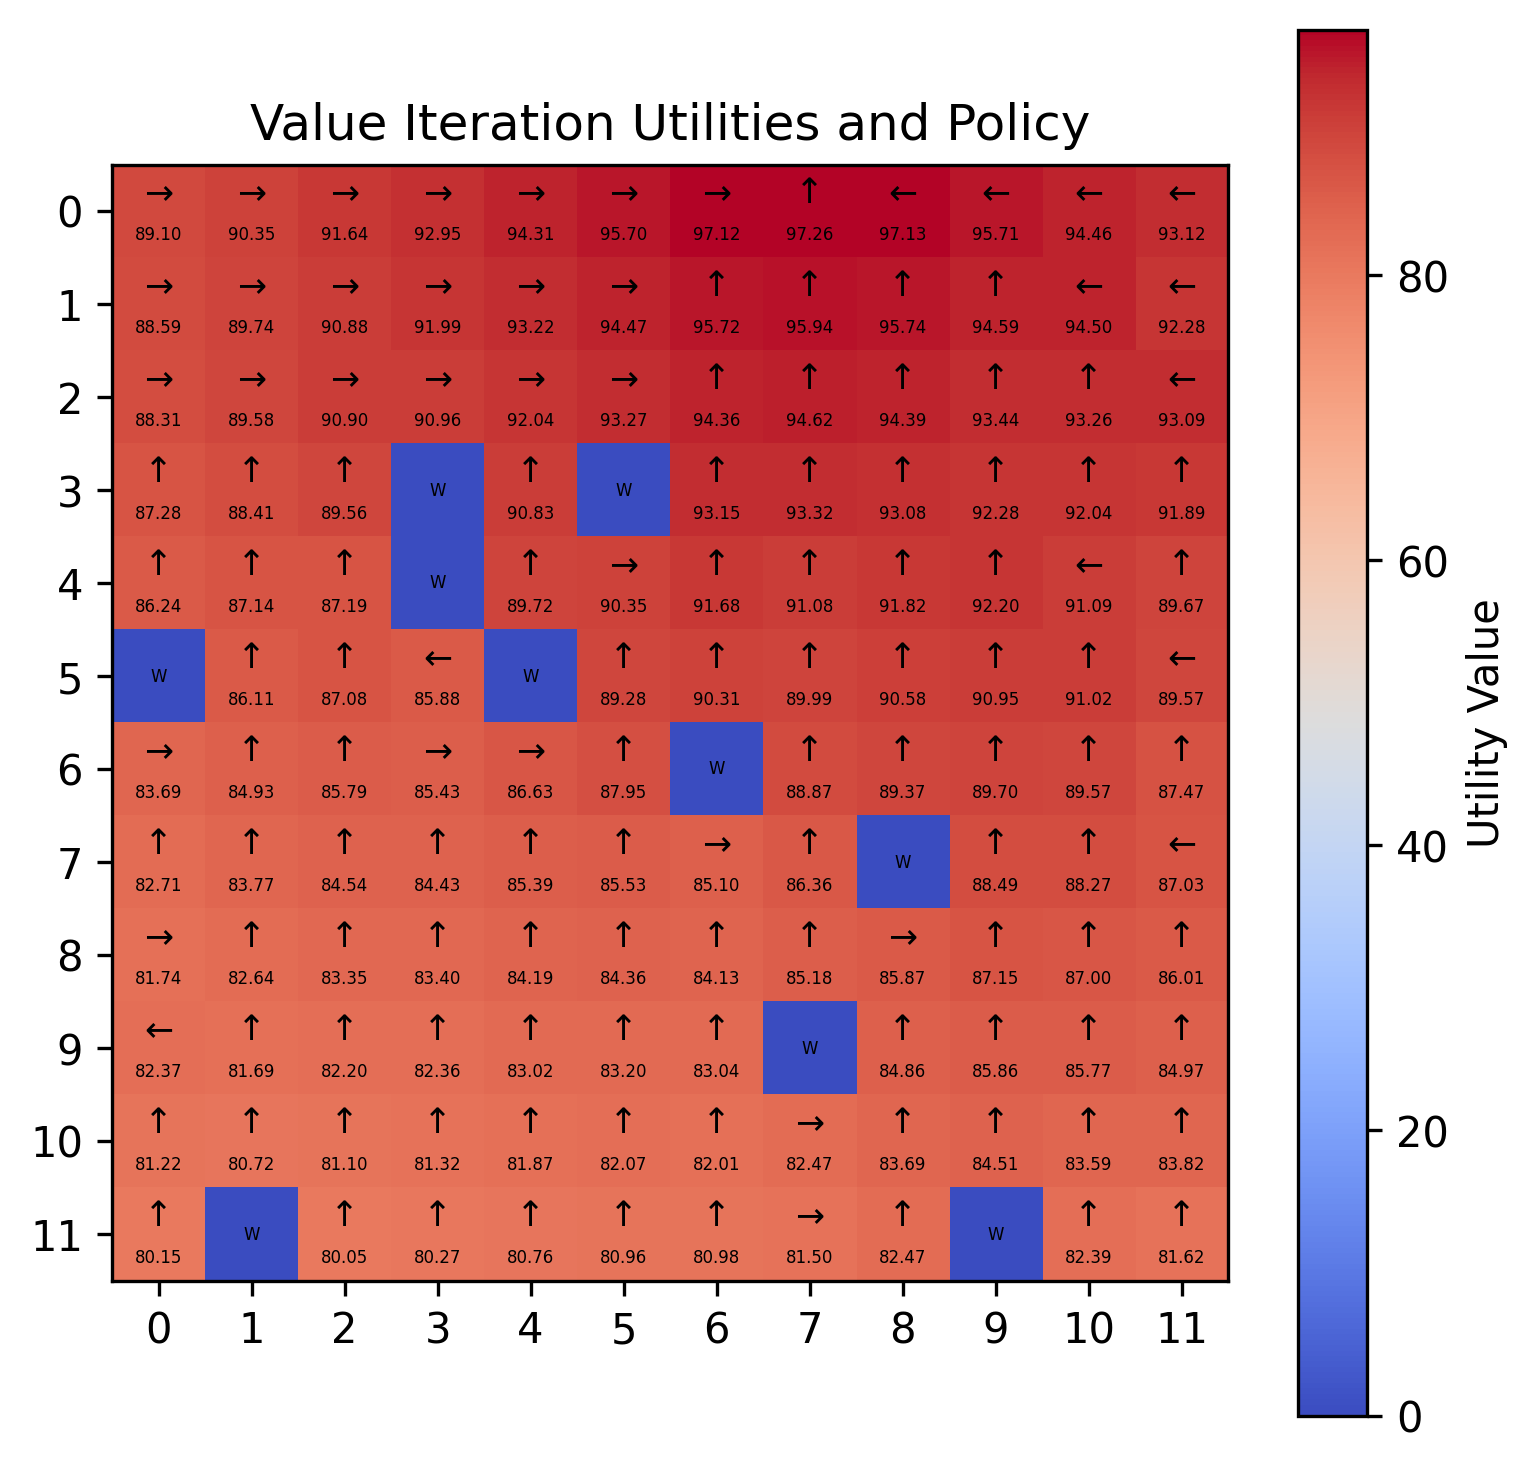 Value Iteration Utilities and Policy
0 → → → → → → → ↑ ← ← ← ←
89.10 90.35 91.64 92.95 94.31 95.70 97.12 97.26 97.13 95.71 94.46 93.12
1 → → → → → → ↑ ↑ ↑ ↑ ← ←
88.59 89.74 90.88 91.99 93.22 94.47 95.72 95.94 95.74 94.59 94.50 92.28
2 → → → → → → ↑ ↑ ↑ ↑ ↑ ←
88.31 89.58 90.90 90.96 92.04 93.27 94.36 94.62 94.39 93.44 93.26 93.09
3 ↑ ↑ ↑ W ↑ W ↑ ↑ ↑ ↑ ↑ ↑
87.28 88.41 89.56 90.83 93.15 93.32 93.08 92.28 92.04 91.89
4 ↑ ↑ ↑ W ↑ → ↑ ↑ ↑ ↑ ← ↑
86.24 87.14 87.19 89.72 90.35 91.68 91.08 91.82 92.20 91.09 89.67
5 W ↑ ↑ ← W ↑ ↑ ↑ ↑ ↑ ↑ ←
86.11 87.08 85.88 89.28 90.31 89.99 90.58 90.95 91.02 89.57
6 → ↑ ↑ → → ↑ W ↑ ↑ ↑ ↑ ↑
83.69 84.93 85.79 85.43 86.63 87.95 88.87 89.37 89.70 89.57 87.47
7 ↑ ↑ ↑ ↑ ↑ ↑ → ↑ W ↑ ↑ ←
82.71 83.77 84.54 84.43 85.39 85.53 85.10 86.36 88.49 88.27 87.03
8 → ↑ ↑ ↑ ↑ ↑ ↑ ↑ → ↑ ↑ ↑
81.74 82.64 83.35 83.40 84.19 84.36 84.13 85.18 85.87 87.15 87.00 86.01
9 ← ↑ ↑ ↑ ↑ ↑ ↑ W ↑ ↑ ↑ ↑
82.37 81.69 82.20 82.36 83.02 83.20 83.04 84.86 85.86 85.77 84.97
10 ↑ ↑ ↑ ↑ ↑ ↑ ↑ → ↑ ↑ ↑ ↑
81.22 80.72 81.10 81.32 81.87 82.07 82.01 82.47 83.69 84.51 83.59 83.82
11 ↑ W ↑ ↑ ↑ ↑ ↑ → ↑ W ↑ ↑
80.15 80.05 80.27 80.76 80.96 80.98 81.50 82.47 82.39 81.62
0 1 2 3 4 5 6 7 8 9 10 11
80
60
40
20
0
Utility Value